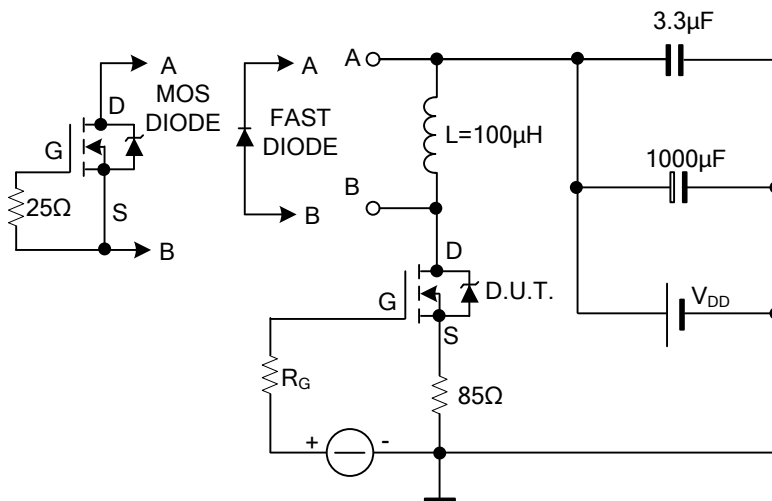 A
MOS
DIODE
D
G
25Ω
S
B
A
FAST
DIODE
B
A
L=100µH
B
D
G
D.U.T.
S
RG
85Ω
+
-
3.3µF
1000µF
VDD